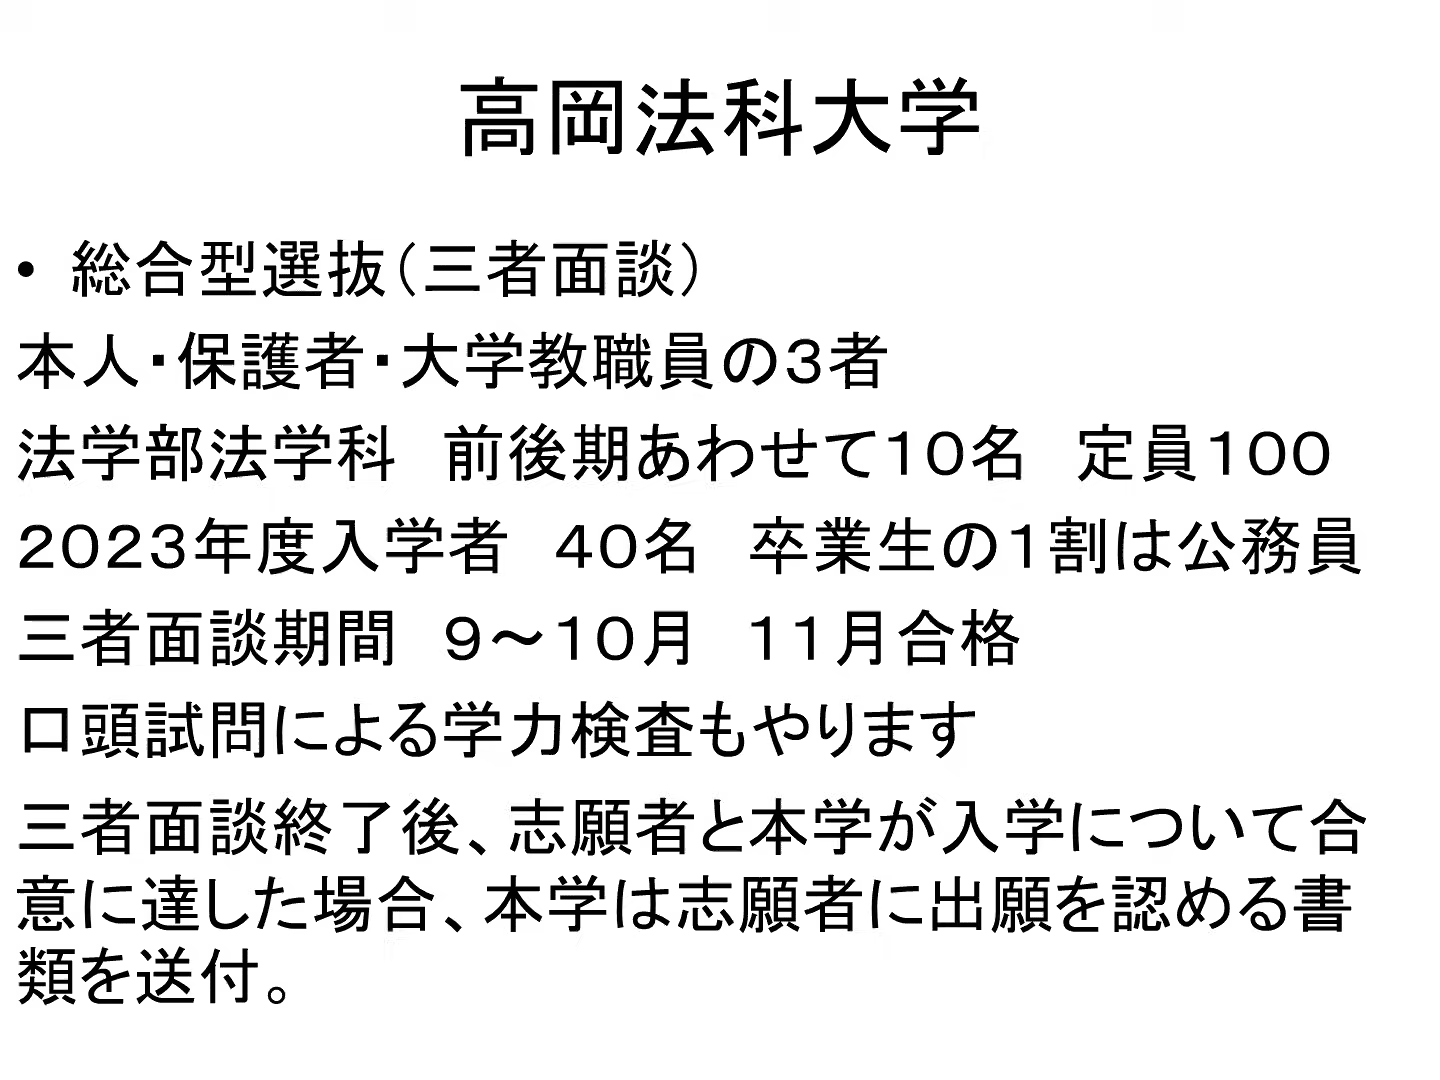 高岡法科大学
• 総合型選抜（三者面談）
本人・保護者・大学教職員の３者
法学部法学科　前後期あわせて１０名　定員１００
２０２３年度入学者　４０名　卒業生の１割は公務員
三者面談期間　９～１０月　１１月合格
口頭試問による学力検査もやります
三者面談終了後、志願者と本学が入学について合
意に達した場合、本学は志願者に出願を認める書
類を送付。